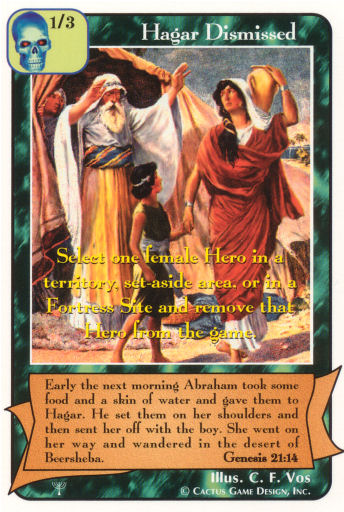 1/3
Hagar Dismissed
Select one female Hero in a
territory, set-aside area, or in a
Fortress Site and remove that
Hero from the game.
Early the next morning Abraham took some
food and a skin of water and gave them to
Hagar. He set them on her shoulders and
then sent her off with the boy. She went on
her way and wandered in the desert of
Beersheba. Genesis 21:14
Illus. C. F. Vos
© Cactus Game Design, Inc.